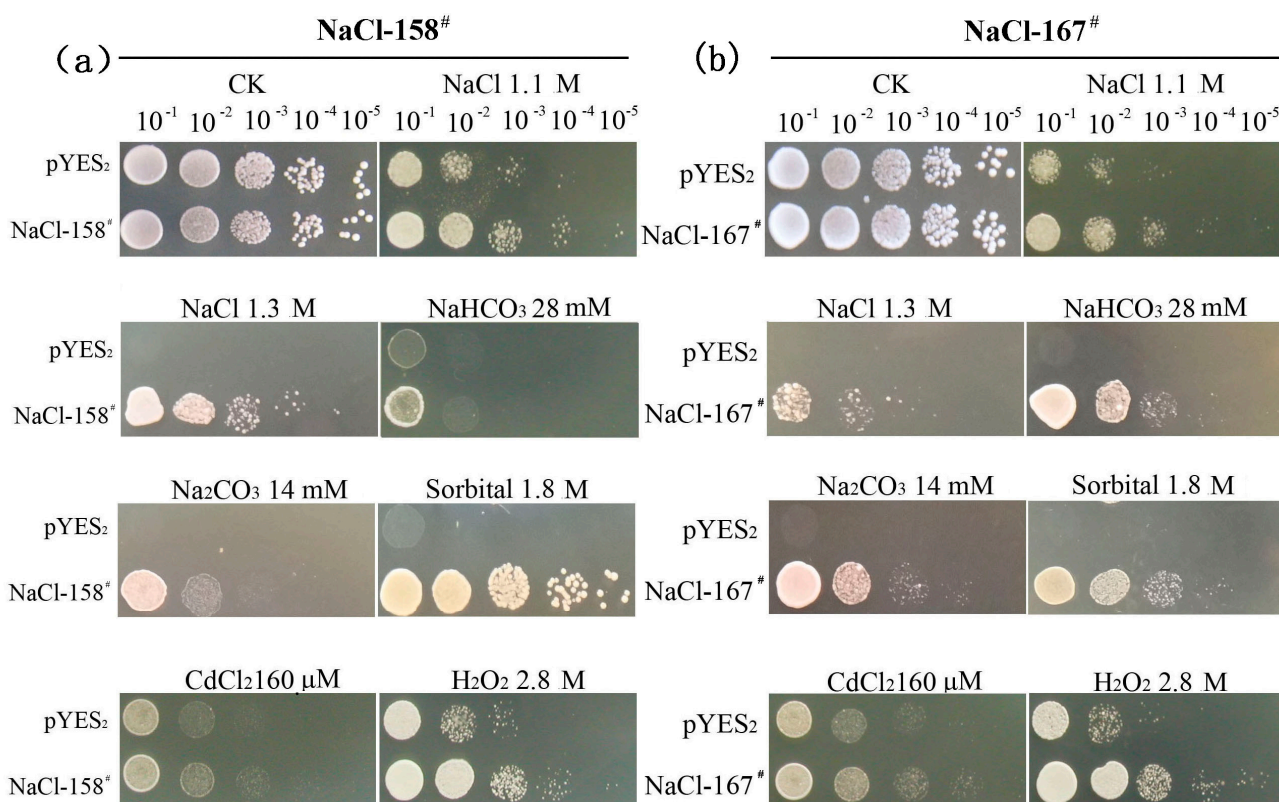 NaCl-158# NaCl-167#
(a) (b)
CK NaCl 1.1 M CK NaCl 1.1 M
10-1 10-2 10-3 10-4 10-5 10-1 10-2 10-3 10-4 10-5 10-1 10-2 10-3 10-4 10-5 10-1 10-2 10-3 10-4 10-5
pYES2 pYES2
NaCl-158# NaCl-167#
NaCl 1.3 M NaHCO3 28 mM NaCl 1.3 M NaHCO3 28 mM
pYES2 pYES2
NaCl-158# NaCl-167#
Na2CO3 14 mM Sorbital 1.8 M Na2CO3 14 mM Sorbital 1.8 M
pYES2 pYES2
NaCl-158# NaCl-167#
CdCl2160 μM H2O2 2.8 M CdCl2160 μM H2O2 2.8 M
pYES2 pYES2
NaCl-158# NaCl-167#